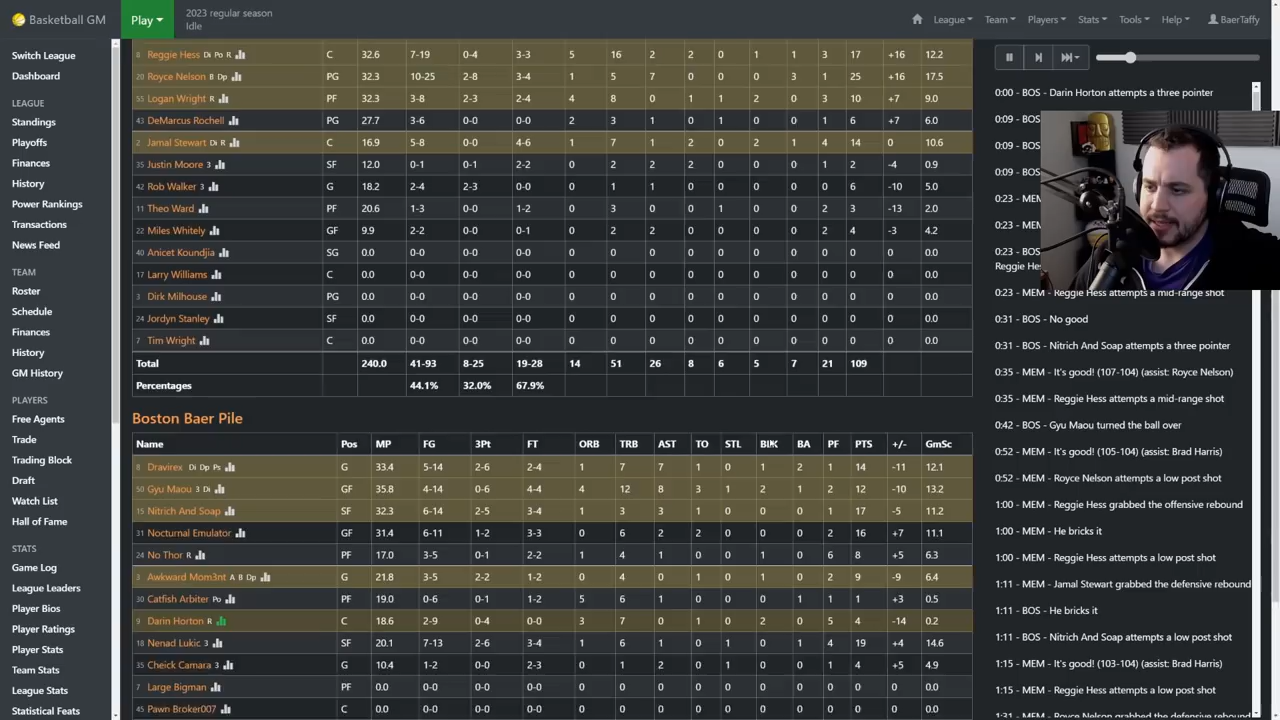 Basketball GM
Play
2023 regular season
Idle
League
Team
Players
Stats
Tools
Help
BaerTaffy
Switch League
Dashboard
LEAGUE
Standings
Playoffs
Finances
History
Power Rankings
Transactions
News Feed
TEAM
Roster
Schedule
Finances
History
GM History
PLAYERS
Free Agents
Trade
Trading Block
Draft
Watch List
Hall of Fame
STATS
Game Log
League Leaders
Player Bios
Player Ratings
Player Stats
Team Stats
League Stats
Statistical Feats
8 Reggie Hess Di Po R C 32.6 7-19 0-4 3-3 5 16 2 2 0 1 1 3 17 +16 12.2
20 Royce Nelson B Dp PG 32.3 10-25 2-8 3-4 1 5 7 0 1 0 3 1 25 +16 17.5
55 Logan Wright R PF 32.3 3-8 2-3 2-4 4 8 0 1 1 2 0 3 10 +7 9.0
43 DeMarcus Rochell PG 27.7 3-6 0-0 0-0 2 3 1 0 1 0 0 1 6 +7 6.0
2 Jamal Stewart Di R C 16.9 5-8 0-0 4-6 1 7 1 2 0 2 1 4 14 0 10.6
35 Justin Moore 3 SF 12.0 0-1 0-1 2-2 0 2 2 2 0 0 0 1 2 -4 0.9
42 Rob Walker 3 G 18.2 2-4 2-3 0-0 0 1 1 0 0 0 0 0 6 -10 5.0
11 Theo Ward PF 20.6 1-3 0-0 1-2 0 3 0 0 1 0 0 2 3 -13 2.0
22 Miles Whitely GF 9.9 2-2 0-0 0-1 0 2 2 0 0 0 0 2 4 -3 4.2
40 Anicet Koundjia SG 0.0 0-0 0-0 0-0 0 0 0 0 0 0 0 0 0 0 0.0
17 Larry Williams C 0.0 0-0 0-0 0-0 0 0 0 0 0 0 0 0 0 0 0.0
3 Dirk Milhouse PG 0.0 0-0 0-0 0-0 0 0 0 0 0 0 0 0 0 0 0.0
24 Jordyn Stanley SF 0.0 0-0 0-0 0-0 0 0 0 0 0 0 0 0 0 0 0.0
7 Tim Wright C 0.0 0-0 0-0 0-0 0 0 0 0 0 0 0 0 0 0 0.0
Total 240.0 41-93 8-25 19-28 14 51 26 8 6 5 7 21 109
Percentages 44.1% 32.0% 67.9%
Boston Baer Pile
Name Pos MP FG 3Pt FT ORB TRB AST TO STL BLK BA PF PTS +/- GmSc
8 Dravirex Di Dp Ps G 33.4 5-14 2-6 2-4 1 7 7 1 0 1 2 1 14 -11 12.1
50 Gyu Maou 3 Di GF 35.8 4-14 0-6 4-4 4 12 8 3 1 2 1 2 12 -10 13.2
15 Nitrich And Soap SF 32.3 6-14 2-5 3-4 1 3 3 1 0 0 0 1 17 -5 11.2
31 Nocturnal Emulator GF 31.4 6-11 1-2 3-3 0 6 2 2 0 0 0 2 16 +7 11.1
24 No Thor R PF 17.0 3-5 0-1 2-2 1 4 1 0 0 1 0 6 8 +5 6.3
3 Awkward Mom3nt A B Dp G 21.8 3-5 2-2 1-2 0 4 0 0 0 1 0 2 9 -9 6.4
30 Catfish Arbiter Po PF 19.0 0-6 0-1 1-2 5 6 1 0 0 0 1 1 1 +3 0.5
9 Darin Horton R C 18.6 2-9 0-4 0-0 3 7 0 1 0 2 0 5 4 -14 0.2
18 Nenad Lukic 3 SF 20.1 7-13 2-6 3-4 1 6 1 0 1 0 1 4 19 +4 14.6
35 Cheick Camara 3 G 10.4 1-2 0-0 2-3 0 1 2 0 1 0 0 1 4 +5 4.9
7 Large Bigman PF 0.0 0-0 0-0 0-0 0 0 0 0 0 0 0 0 0 0 0.0
45 Pawn Broker007 C 0.0 0-0 0-0 0-0 0 0 0 0 0 0 0 0 0 0 0.0
0:00 - BOS - Darin Horton attempts a three pointer
0:09 - BOS
0:09 - BOS
0:09 - BOS
0:23 - MEM
0:23 - BOS
Reggie Hess
0:23 - MEM - Reggie Hess attempts a mid-range shot
0:31 - BOS - No good
0:31 - BOS - Nitrich And Soap attempts a three pointer
0:35 - MEM - It's good! (107-104) (assist: Royce Nelson)
0:35 - MEM - Reggie Hess attempts a mid-range shot
0:42 - BOS - Gyu Maou turned the ball over
0:52 - MEM - It's good! (105-104) (assist: Brad Harris)
0:52 - MEM - Royce Nelson attempts a low post shot
1:00 - MEM - Reggie Hess grabbed the offensive rebound
1:00 - MEM - He bricks it
1:00 - MEM - Reggie Hess attempts a low post shot
1:11 - MEM - Jamal Stewart grabbed the defensive rebound
1:11 - BOS - He bricks it
1:11 - BOS - Nitrich And Soap attempts a low post shot
1:15 - MEM - It's good! (103-104) (assist: Brad Harris)
1:15 - MEM - Reggie Hess attempts a low post shot
1:31 - MEM - Royce Nelson grabbed the defensive rebound